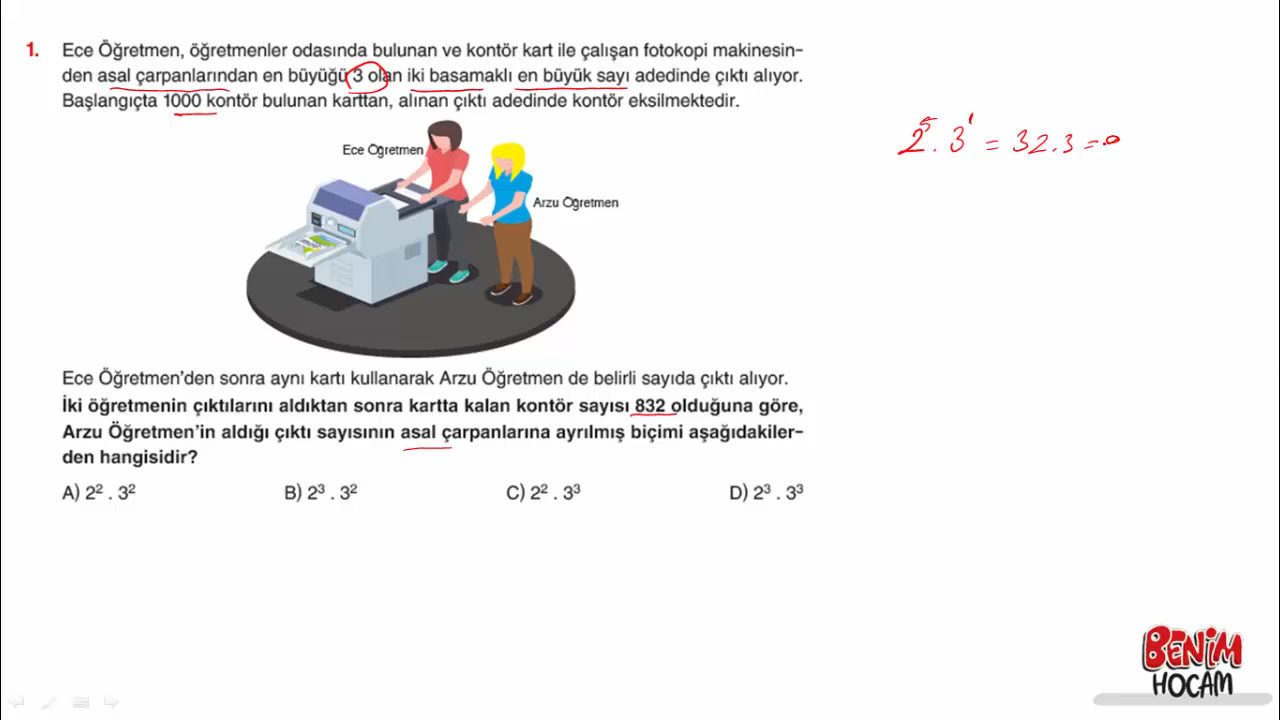 1. Ece Öğretmen, öğretmenler odasında bulunan ve kontör kart ile çalışan fotokopi makinesin-
den asal çarpanlarından en büyüğü 3 olan iki basamaklı en büyük sayı adedinde çıktı alıyor.
Başlangıçta 1000 kontör bulunan karttan, alınan çıktı adedinde kontör eksilmektedir.
2⁵ . 3¹ = 32.3 =
Ece Öğretmen
Arzu Öğretmen
Ece Öğretmen'den sonra aynı kartı kullanarak Arzu Öğretmen de belirli sayıda çıktı alıyor.
İki öğretmenin çıktılarını aldıktan sonra kartta kalan kontör sayısı 832 olduğuna göre,
Arzu Öğretmen'in aldığı çıktı sayısının asal çarpanlarına ayrılmış biçimi aşağıdakiler-
den hangisidir?
A) 2² . 3² B) 2³ . 3² C) 2² . 3³ D) 2³ . 3³
BENİM
HOCAM